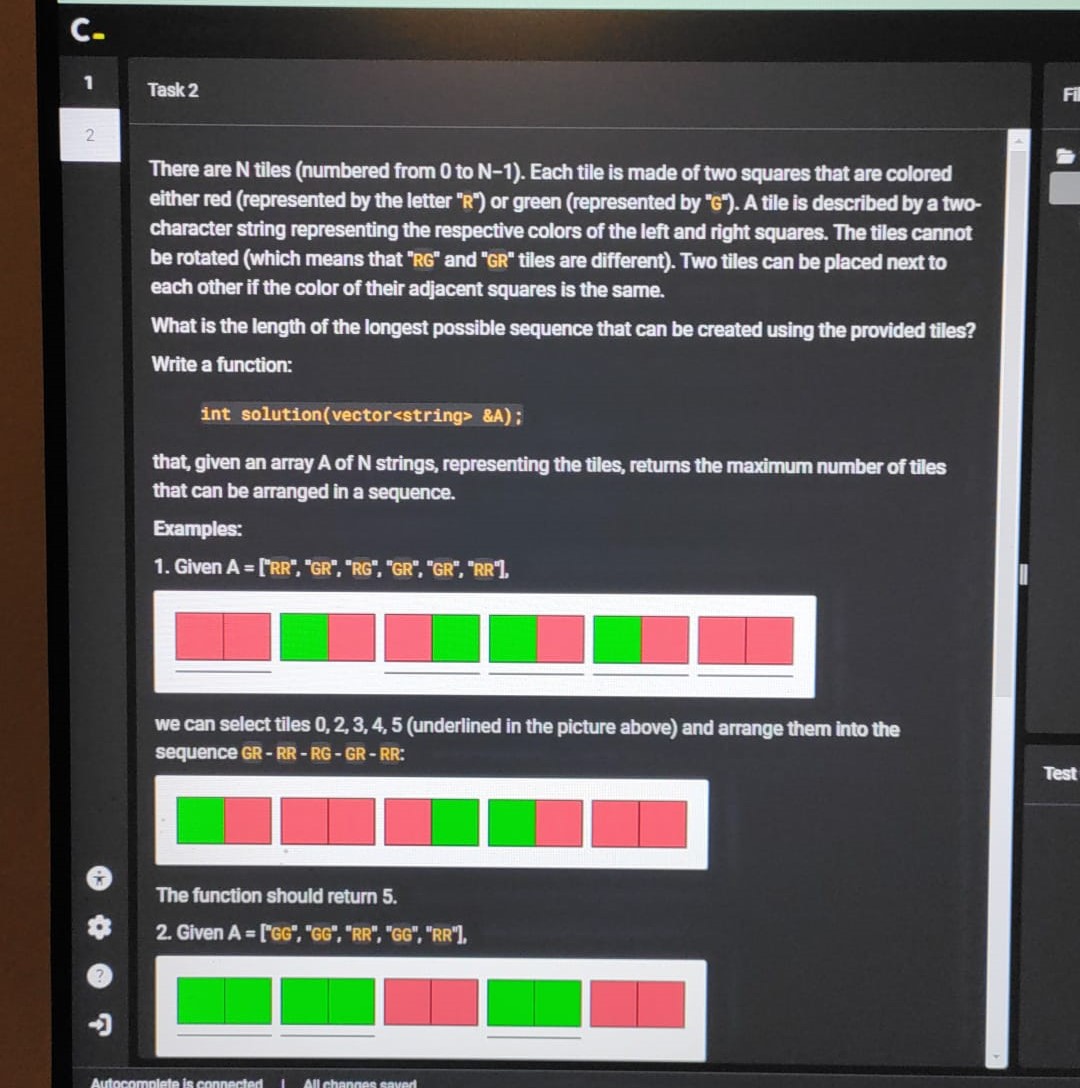 C-
1
Task 2
Fil
2
There are N tiles (numbered from 0 to N-1). Each tile is made of two squares that are colored
either red (represented by the letter "R") or green (represented by "G"). A tile is described by a two-
character string representing the respective colors of the left and right squares. The tiles cannot
be rotated (which means that "RG" and "GR" tiles are different). Two tiles can be placed next to
each other if the color of their adjacent squares is the same.
What is the length of the longest possible sequence that can be created using the provided tiles?
Write a function:
int solution(vector<string> &A);
that, given an array A of N strings, representing the tiles, returns the maximum number of tiles
that can be arranged in a sequence.
Examples:
1. Given A = ["RR", "GR", "RG", "GR", "GR", "RR"],
we can select tiles 0, 2, 3, 4, 5 (underlined in the picture above) and arrange them into the
sequence GR - RR - RG - GR - RR:
Test
The function should return 5.
2. Given A = ["GG", "GG", "RR", "GG", "RR"],
?
Autocomplete is connected | All changes saved